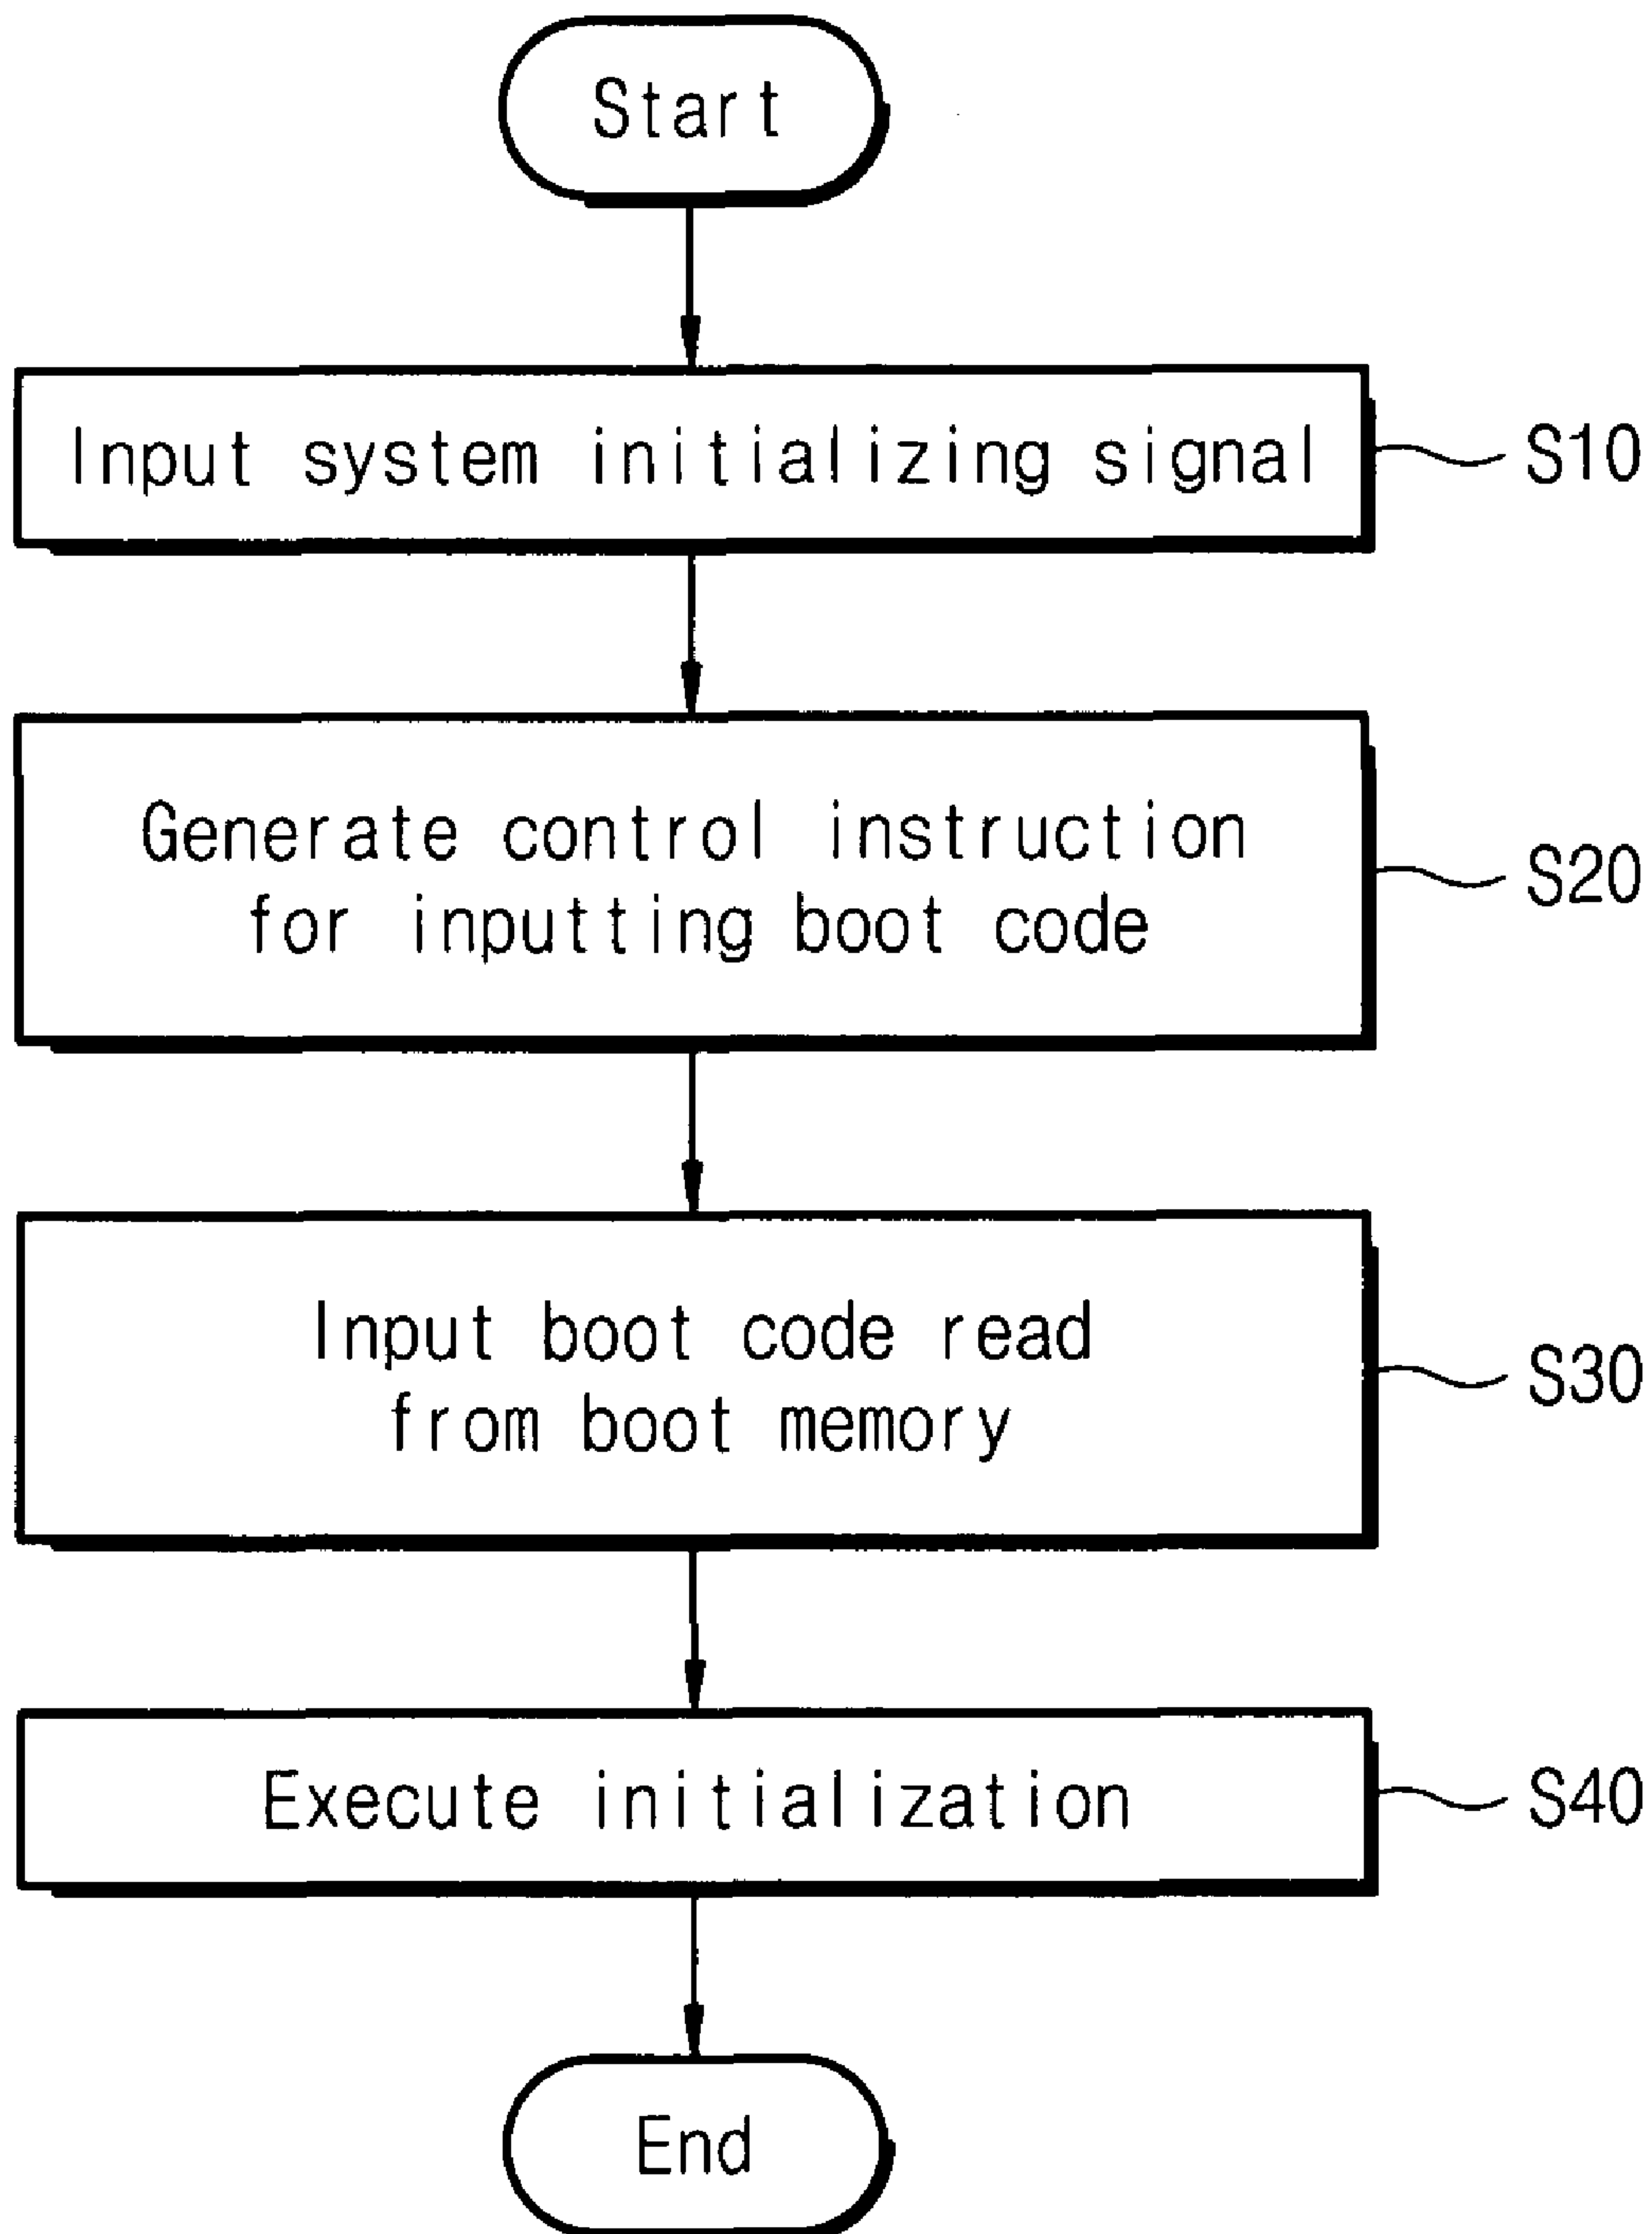 Start
Input system initializing signal
S10
Generate control instruction
for inputting boot code
S20
Input boot code read
from boot memory
S30
Execute initialization
S40
End